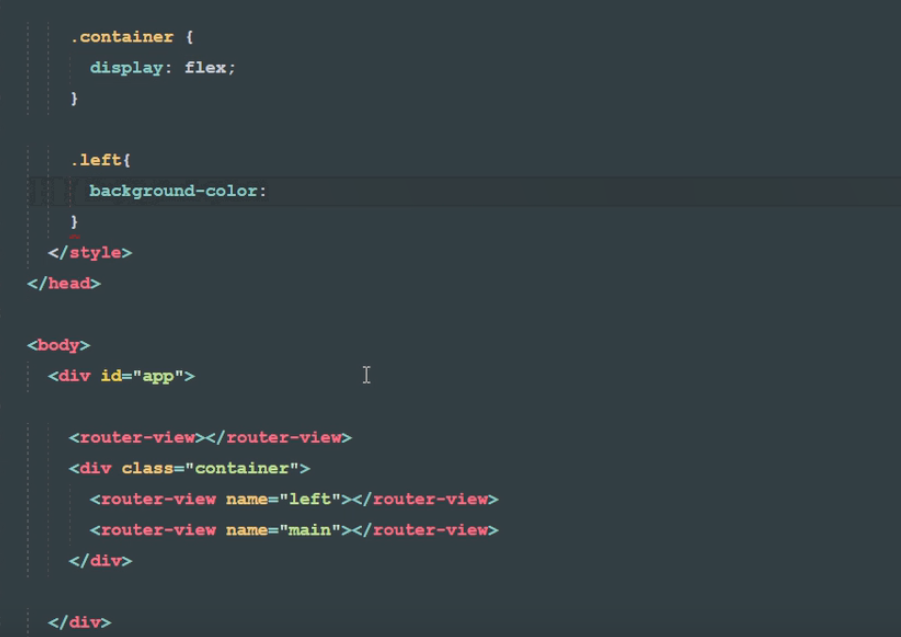 .container {
display: flex;
}
.left{
background-color:
}
</style>
</head>
<body>
<div id="app">
<router-view></router-view>
<div class="container">
<router-view name="left"></router-view>
<router-view name="main"></router-view>
</div>
</div>